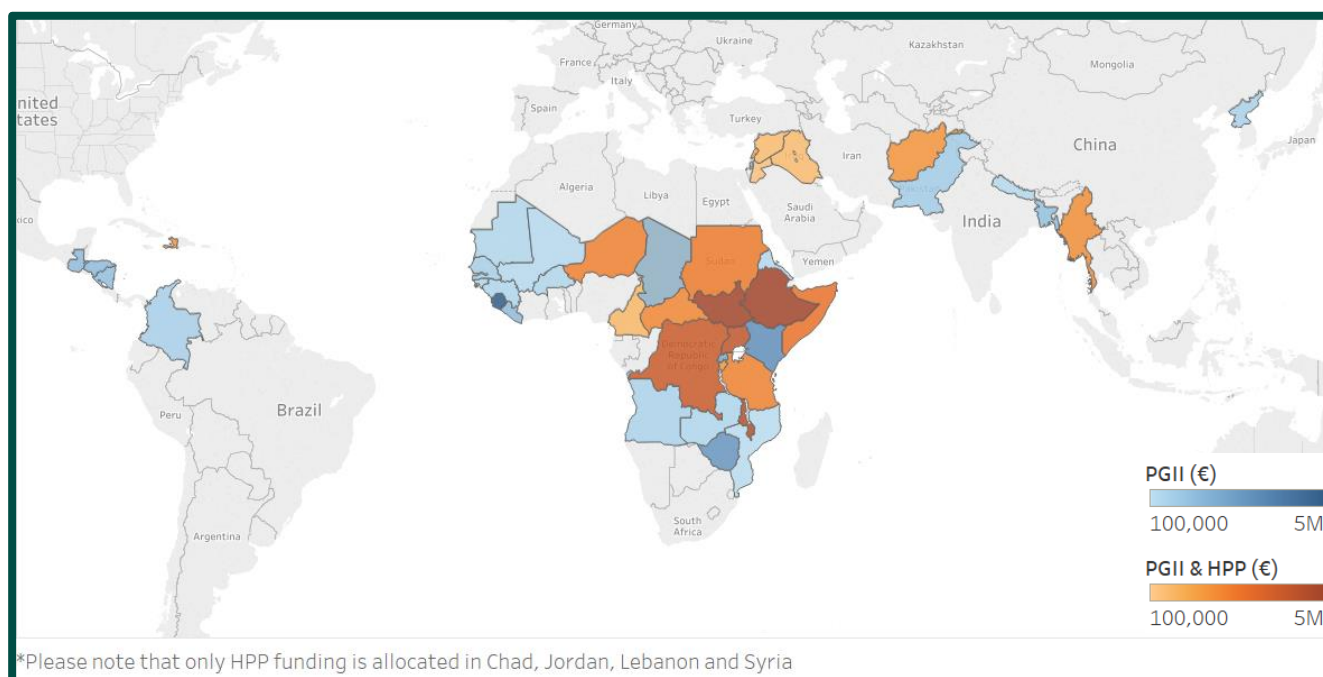 Germany
Ukraine
Kazakhstan
Mongolia
France
Italy
nited
tates
Spain
Turkey
Japan
China
Iran
Algeria
Libya
Egypt
Pakistan
xico
Saudi
Arabia
India
Sudan
Yemen
Democratic
Republic
of Congo
Peru
Brazil
South
Africa
Argentina
PGII (€)
100,000 5M
PGII & HPP (€)
100,000 5M
*Please note that only HPP funding is allocated in Chad, Jordan, Lebanon and Syria